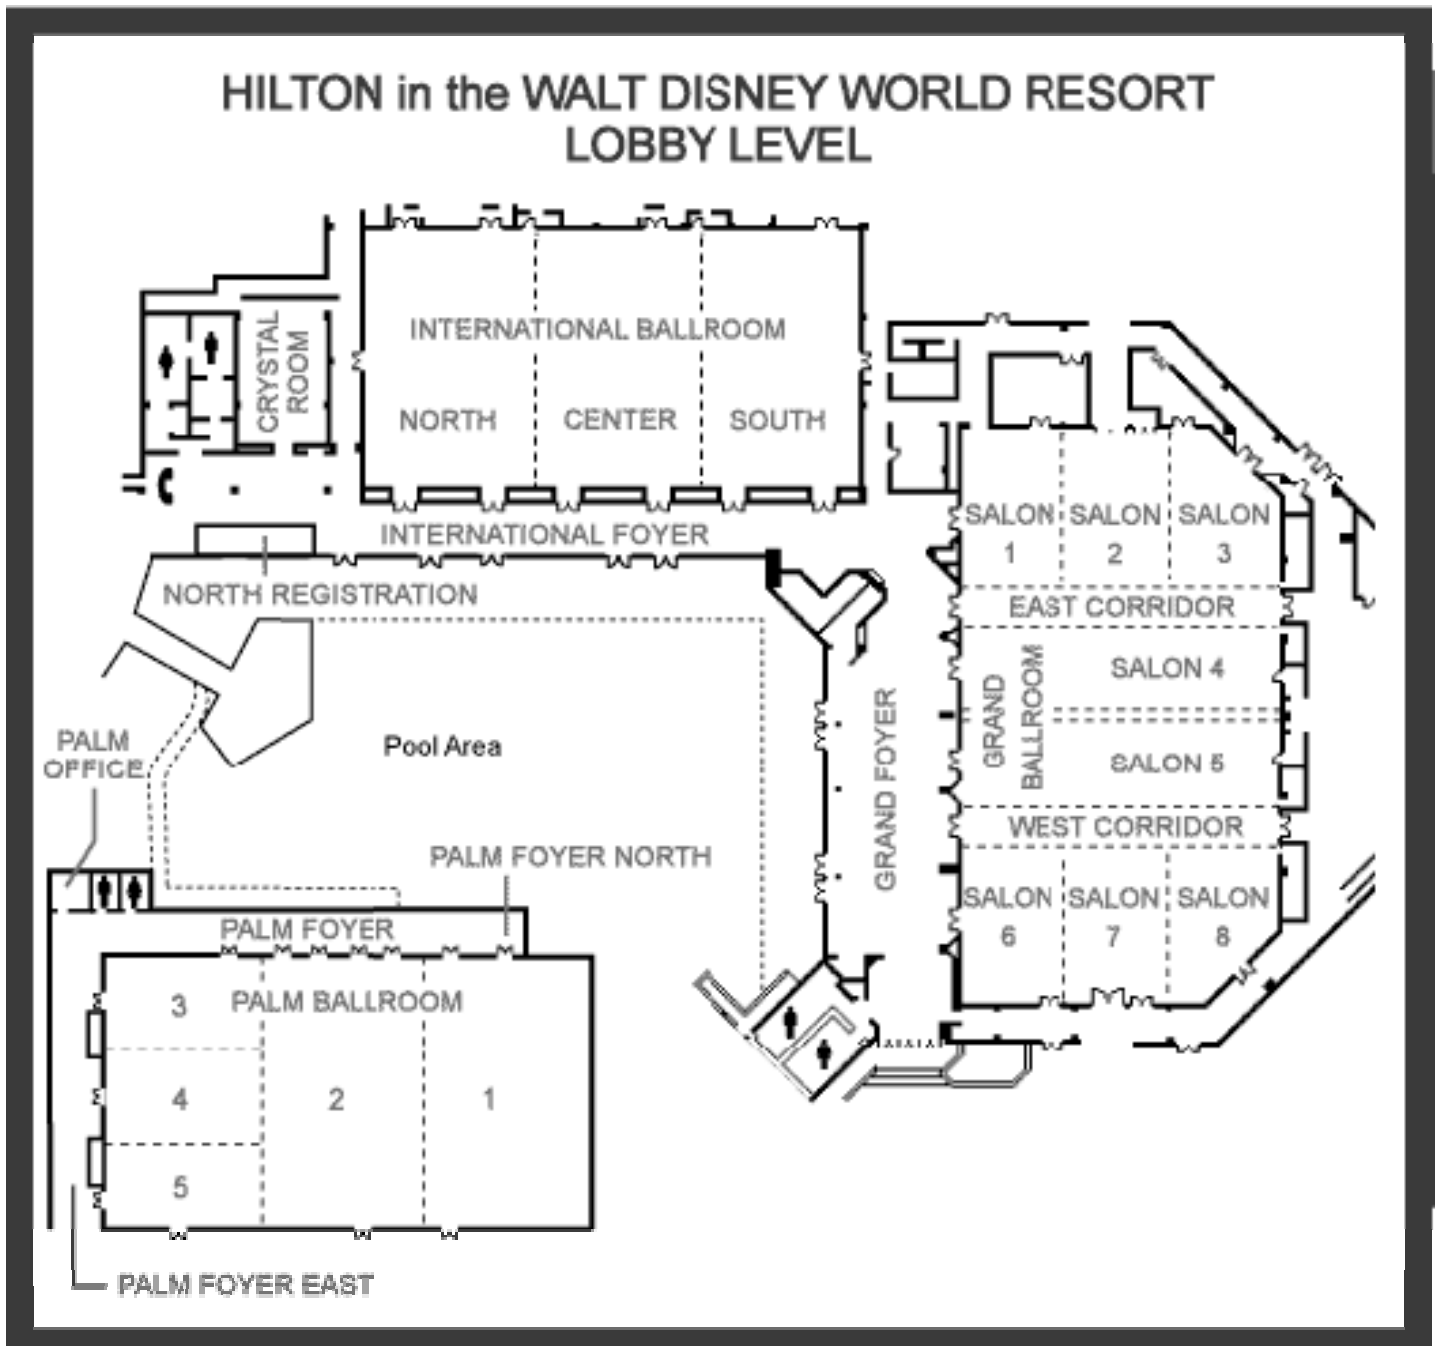 HILTON in the WALT DISNEY WORLD RESORT
LOBBY LEVEL
INTERNATIONAL BALLROOM
CRYSTAL
ROOM
NORTH
CENTER
SOUTH
INTERNATIONAL FOYER
NORTH REGISTRATION
SALON
1
SALON
2
SALON
3
EAST CORRIDOR
GRAND
BALLROOM
SALON 4
SALON 5
WEST CORRIDOR
SALON
6
SALON
7
SALON
8
GRAND FOYER
Pool Area
PALM
OFFICE
PALM FOYER NORTH
PALM FOYER
PALM BALLROOM
3
4
5
2
1
PALM FOYER EAST